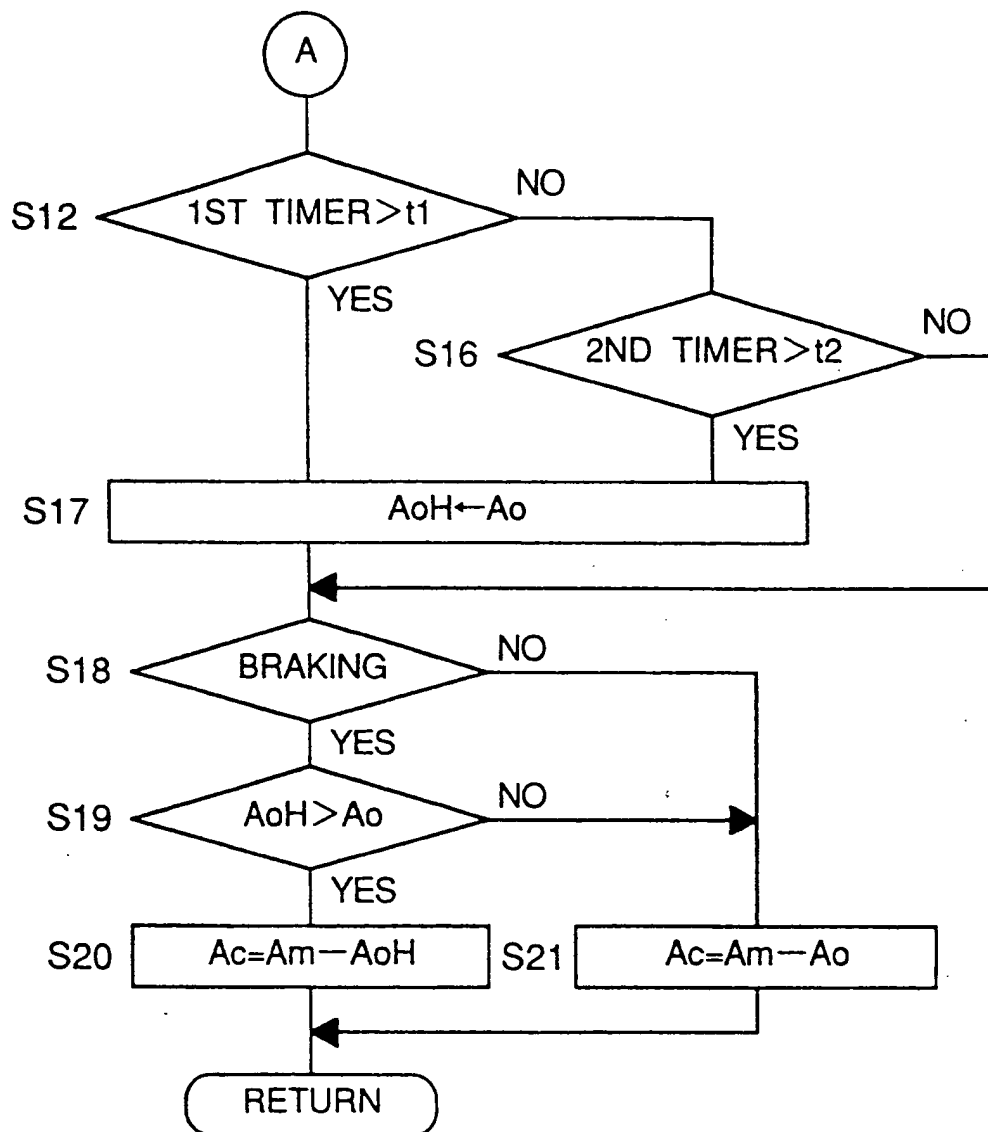 A
S12
1ST TIMER>t1
NO
YES
S16
2ND TIMER>t2
NO
YES
S17
AoH←Ao
S18
BRAKING
NO
YES
S19
AoH>Ao
NO
YES
S20
Ac=Am−AoH
S21
Ac=Am−Ao
RETURN